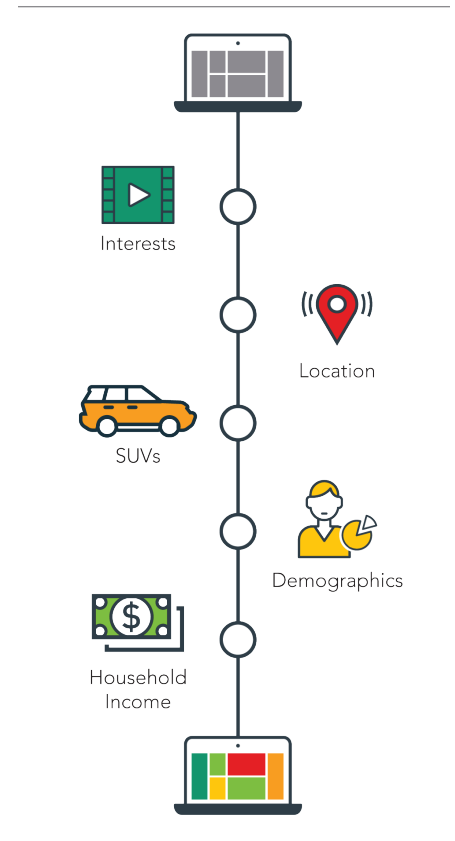 Interests
Location
SUVs
Demographics
$
Household
Income